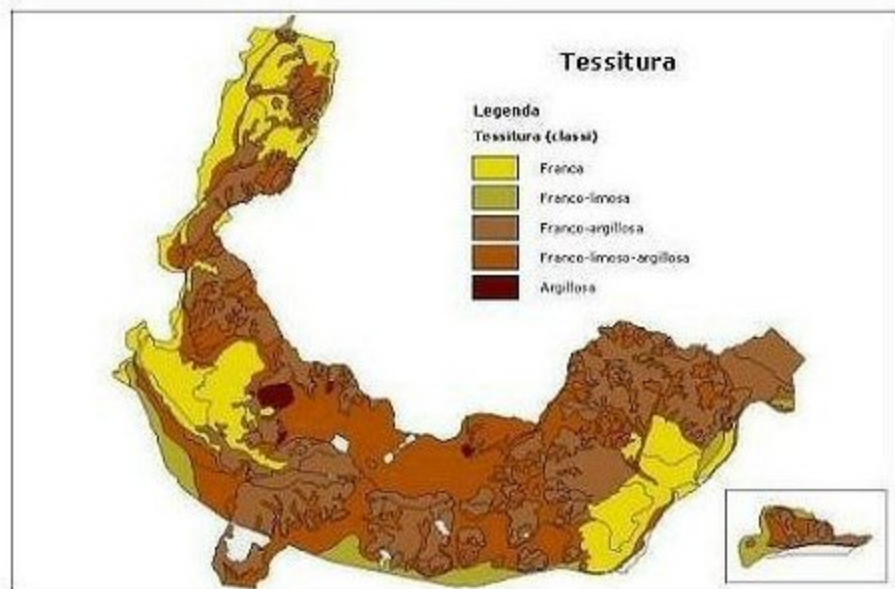 Tessitura
Legenda
Tessitura (classi)
Franca
Franco-limosa
Franco-argillosa
Franco-limoso-argillosa
Argillosa